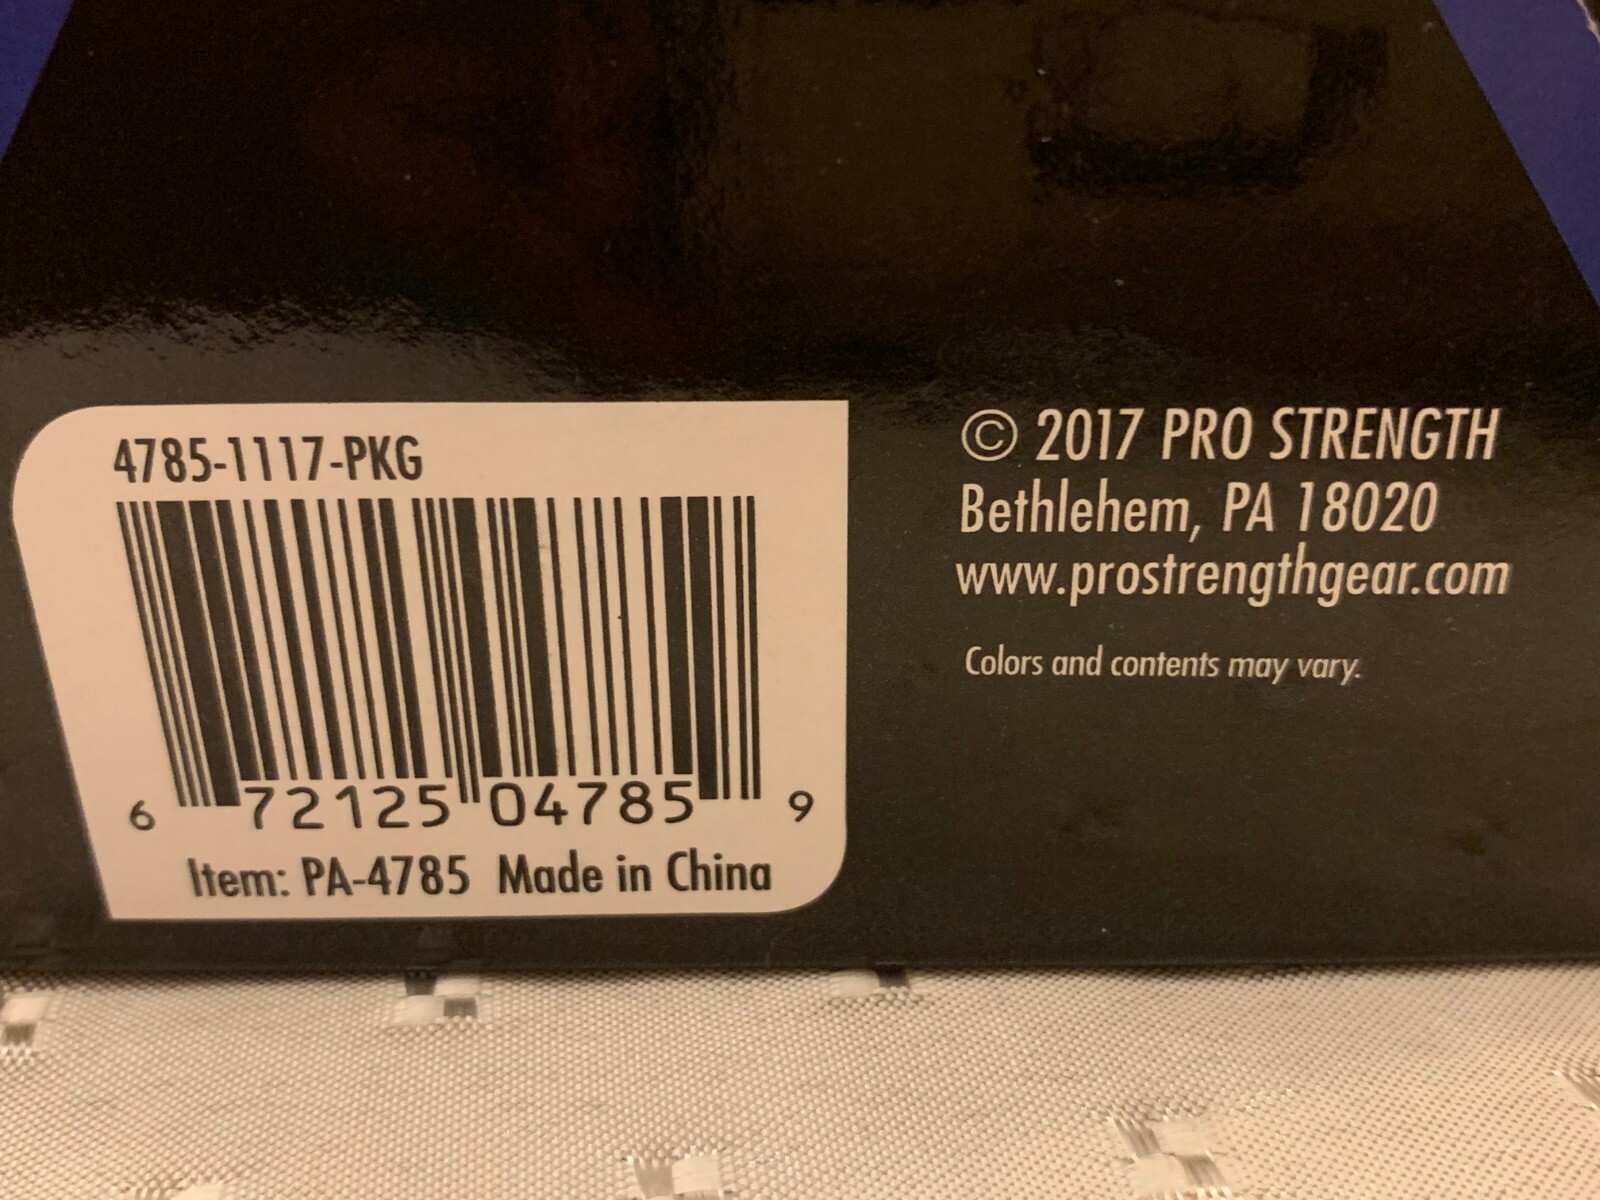 4785-1117-PKG
6 72125 04785 9
Item: PA-4785 Made in China
© 2017 PRO STRENGTH
Bethlehem, PA 18020
www.prostrengthgear.com
Colors and contents may vary.